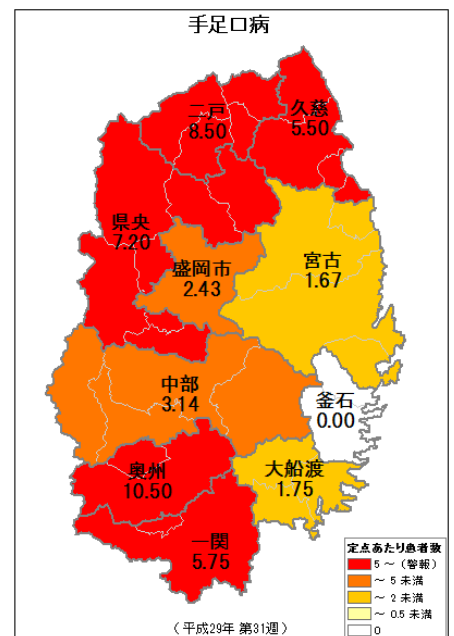 手足口病
二戸
8.50
久慈
5.50
県央
7.20
盛岡市
2.43
宮古
1.67
中部
3.14
釜石
0.00
奥州
10.50
大船渡
1.75
一関
5.75
定点あたり患者数
5 ～ (警報)
～ 5 未満
～ 2 未満
～ 0.5 未満
0
（平成29年 第31週）